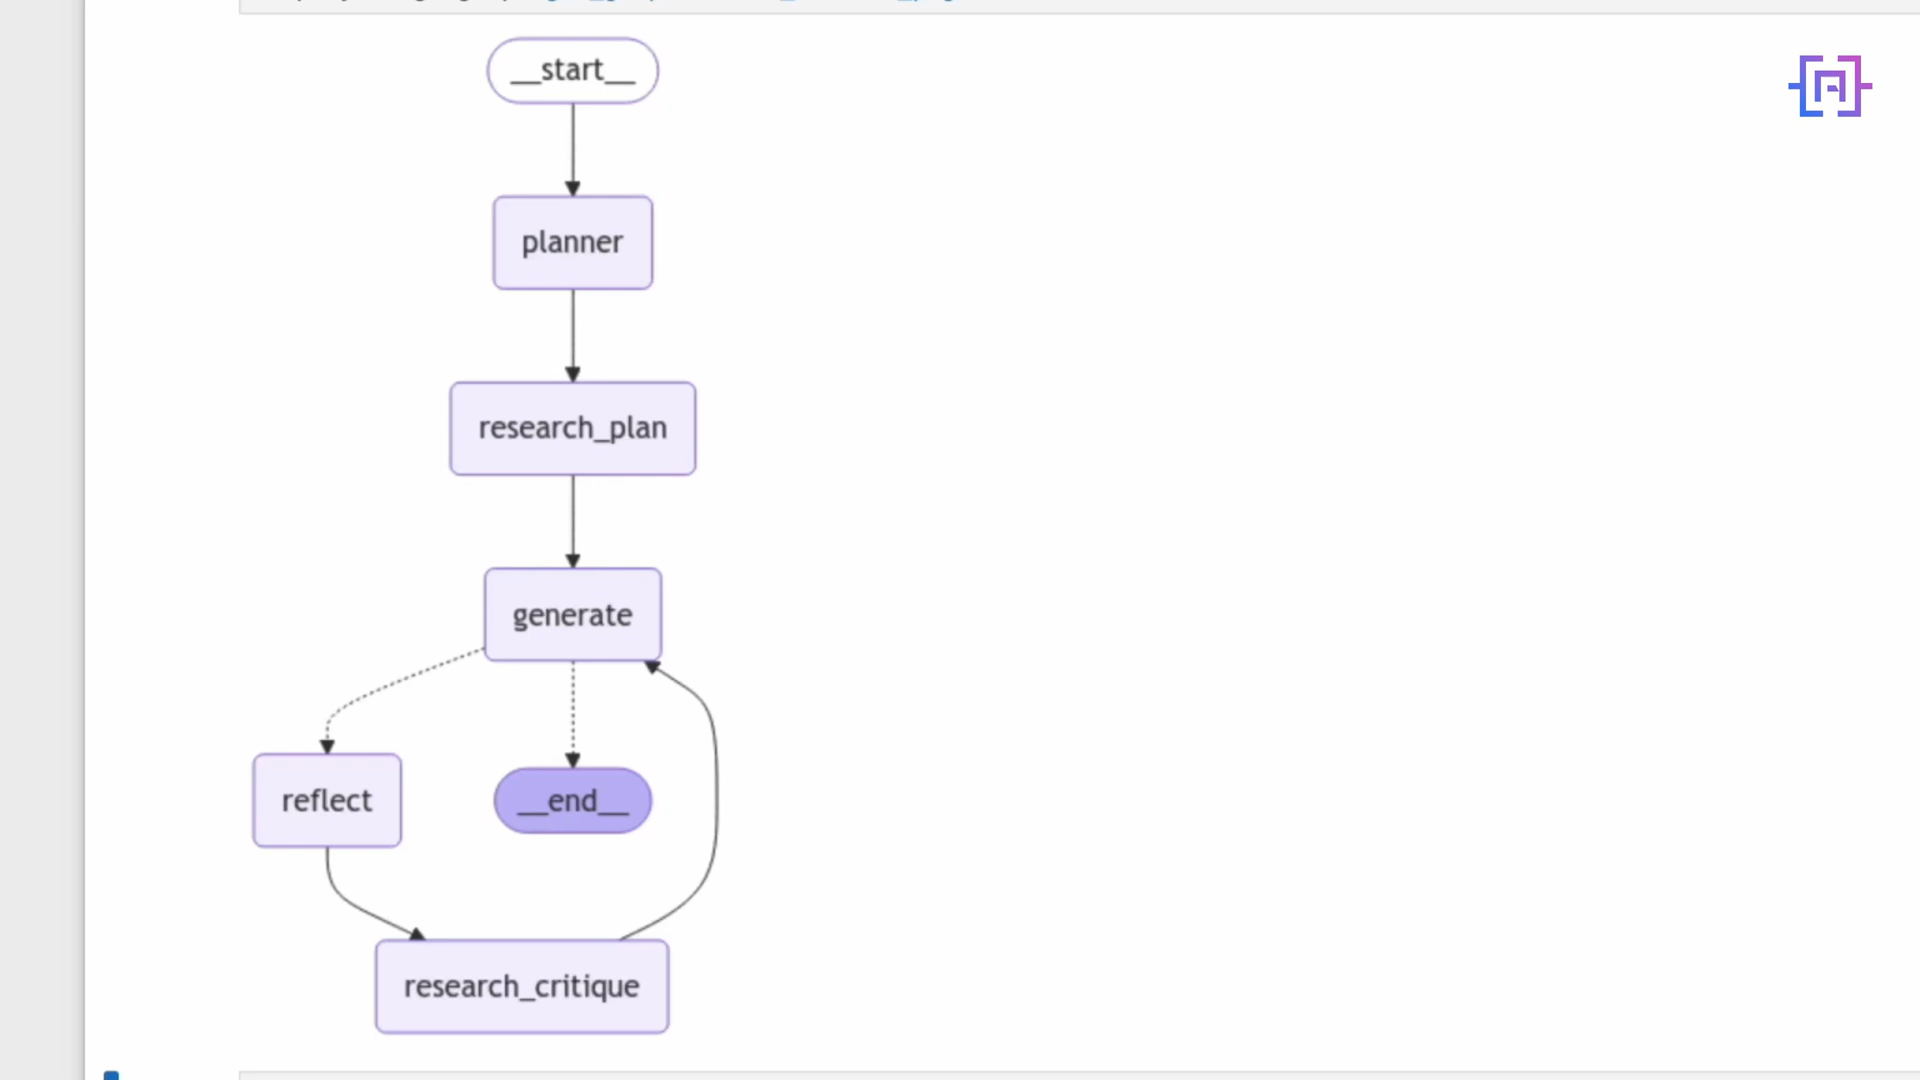 __start__
planner
research_plan
generate
reflect
__end__
research_critique